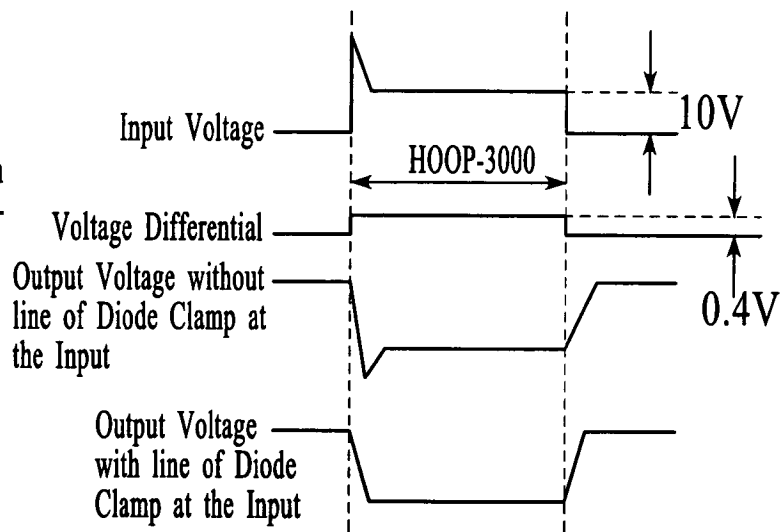 Input Voltage
10V
HOOP-3000
Voltage Differential
Output Voltage without
line of Diode Clamp at
the Input
0.4V
Output Voltage
with line of Diode
Clamp at the Input